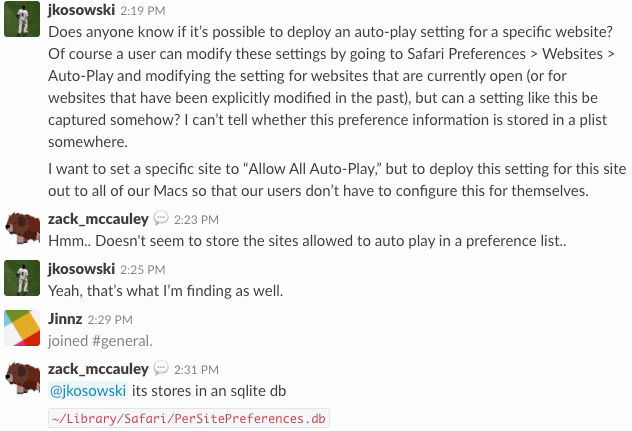 jkosowski 2:19 PM
Does anyone know if it’s possible to deploy an auto-play setting for a specific website?
Of course a user can modify these settings by going to Safari Preferences > Websites >
Auto-Play and modifying the setting for websites that are currently open (or for
websites that have been explicitly modified in the past), but can a setting like this be
captured somehow? I can’t tell whether this preference information is stored in a plist
somewhere.
I want to set a specific site to “Allow All Auto-Play,” but to deploy this setting for this site
out to all of our Macs so that our users don’t have to configure this for themselves.
zack_mccauley 2:23 PM
Hmm.. Doesn't seem to store the sites allowed to auto play in a preference list..
jkosowski 2:25 PM
Yeah, that’s what I’m finding as well.
Jinnz 2:29 PM
joined #general.
zack_mccauley 2:31 PM
@jkosowski its stores in an sqlite db
~/Library/Safari/PerSitePreferences.db